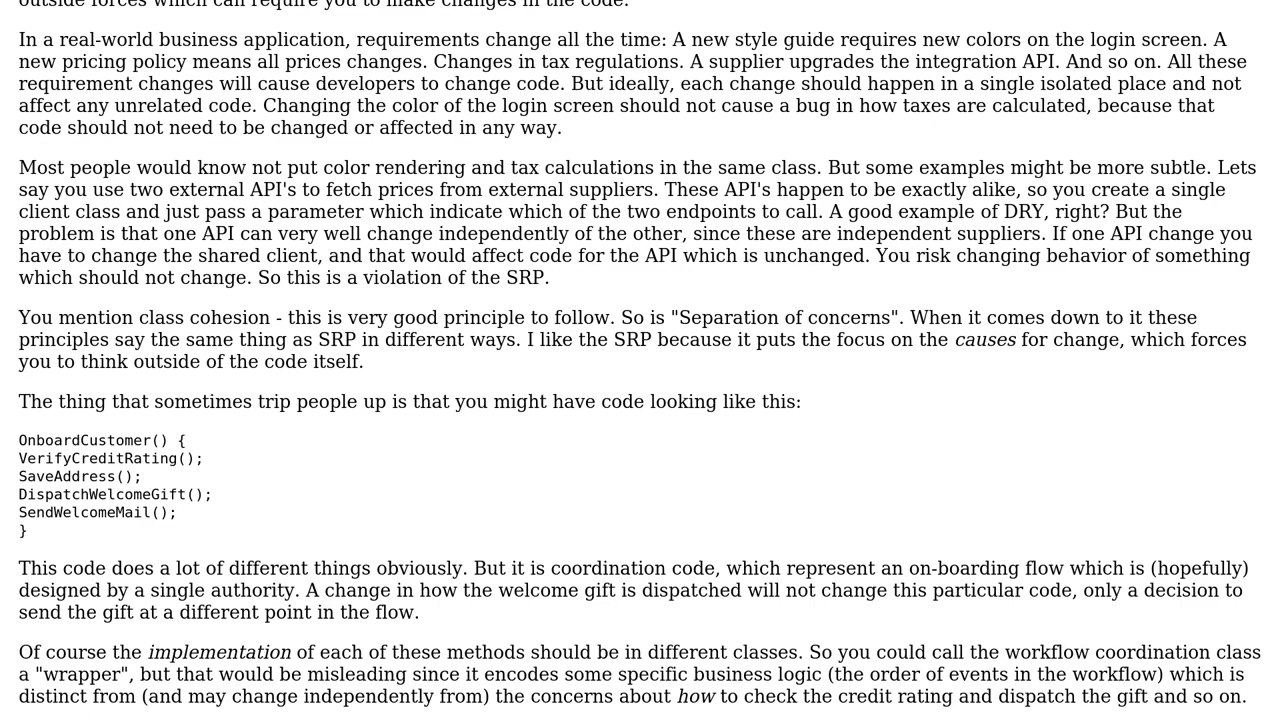 outside forces which can require you to make changes in the code.
In a real-world business application, requirements change all the time: A new style guide requires new colors on the login screen. A
new pricing policy means all prices changes. Changes in tax regulations. A supplier upgrades the integration API. And so on. All these
requirement changes will cause developers to change code. But ideally, each change should happen in a single isolated place and not
affect any unrelated code. Changing the color of the login screen should not cause a bug in how taxes are calculated, because that
code should not need to be changed or affected in any way.
Most people would know not put color rendering and tax calculations in the same class. But some examples might be more subtle. Lets
say you use two external API's to fetch prices from external suppliers. These API's happen to be exactly alike, so you create a single
client class and just pass a parameter which indicate which of the two endpoints to call. A good example of DRY, right? But the
problem is that one API can very well change independently of the other, since these are independent suppliers. If one API change you
have to change the shared client, and that would affect code for the API which is unchanged. You risk changing behavior of something
which should not change. So this is a violation of the SRP.
You mention class cohesion - this is very good principle to follow. So is "Separation of concerns". When it comes down to it these
principles say the same thing as SRP in different ways. I like the SRP because it puts the focus on the causes for change, which forces
you to think outside of the code itself.
The thing that sometimes trip people up is that you might have code looking like this:
OnboardCustomer() {
VerifyCreditRating();
SaveAddress();
DispatchWelcomeGift();
SendWelcomeMail();
}
This code does a lot of different things obviously. But it is coordination code, which represent an on-boarding flow which is (hopefully)
designed by a single authority. A change in how the welcome gift is dispatched will not change this particular code, only a decision to
send the gift at a different point in the flow.
Of course the implementation of each of these methods should be in different classes. So you could call the workflow coordination class
a "wrapper", but that would be misleading since it encodes some specific business logic (the order of events in the workflow) which is
distinct from (and may change independently from) the concerns about how to check the credit rating and dispatch the gift and so on.